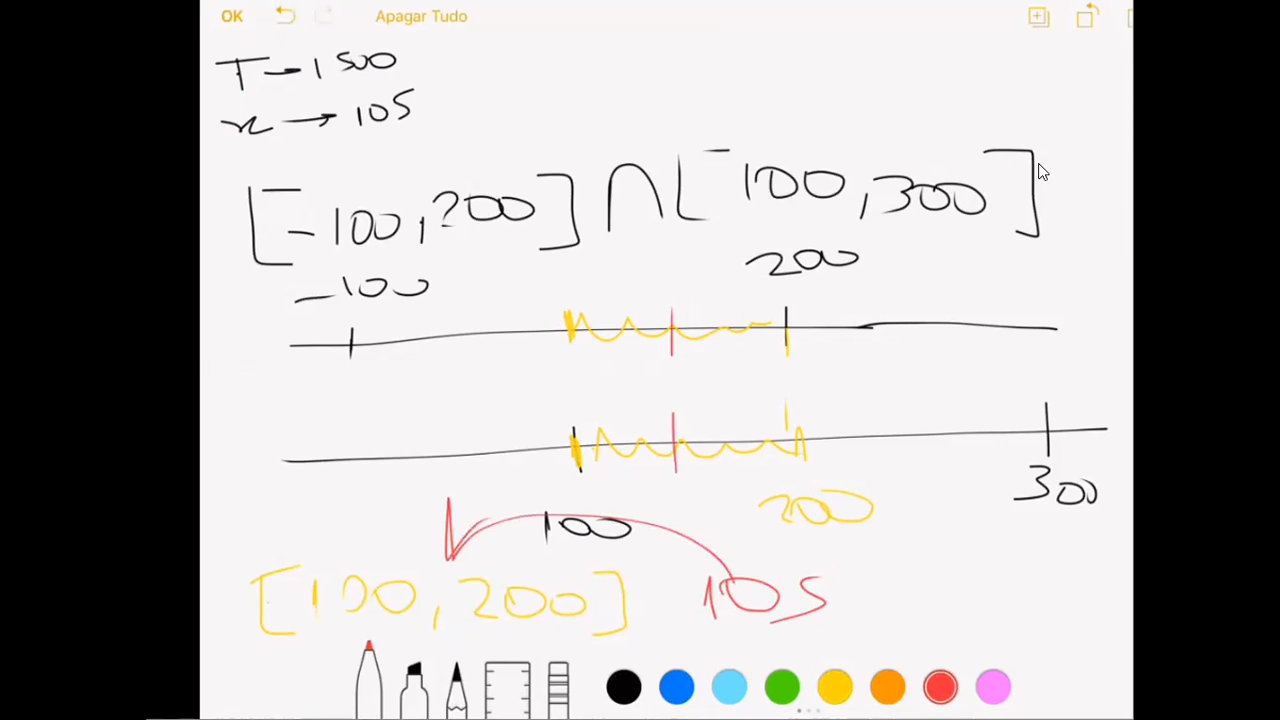 OK Apagar Tudo
T → 1500
x → 105
[-100, 200] ∩ [100, 300]
-100 200
300
100 200
[100, 200] 105